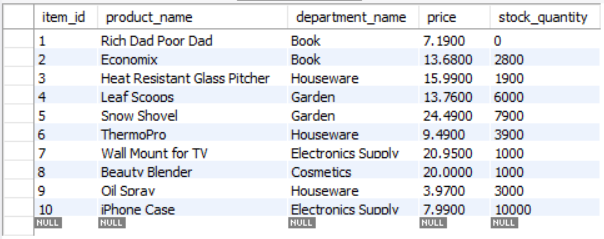 item_id product_name department_name price stock_quantity
1 Rich Dad Poor Dad Book 7.1900 0
2 Economix Book 13.6800 2800
3 Heat Resistant Glass Pitcher Houseware 15.9900 1900
4 Leaf Scoops Garden 13.7600 6000
5 Snow Shovel Garden 24.4900 7900
6 ThermoPro Houseware 9.4900 3900
7 Wall Mount for TV Electronics Supply 20.9500 1000
8 Beauty Blender Cosmetics 20.0000 1000
9 Oil Spray Houseware 3.9700 3000
10 iPhone Case Electronics Supply 7.9900 10000
NULL NULL NULL NULL NULL